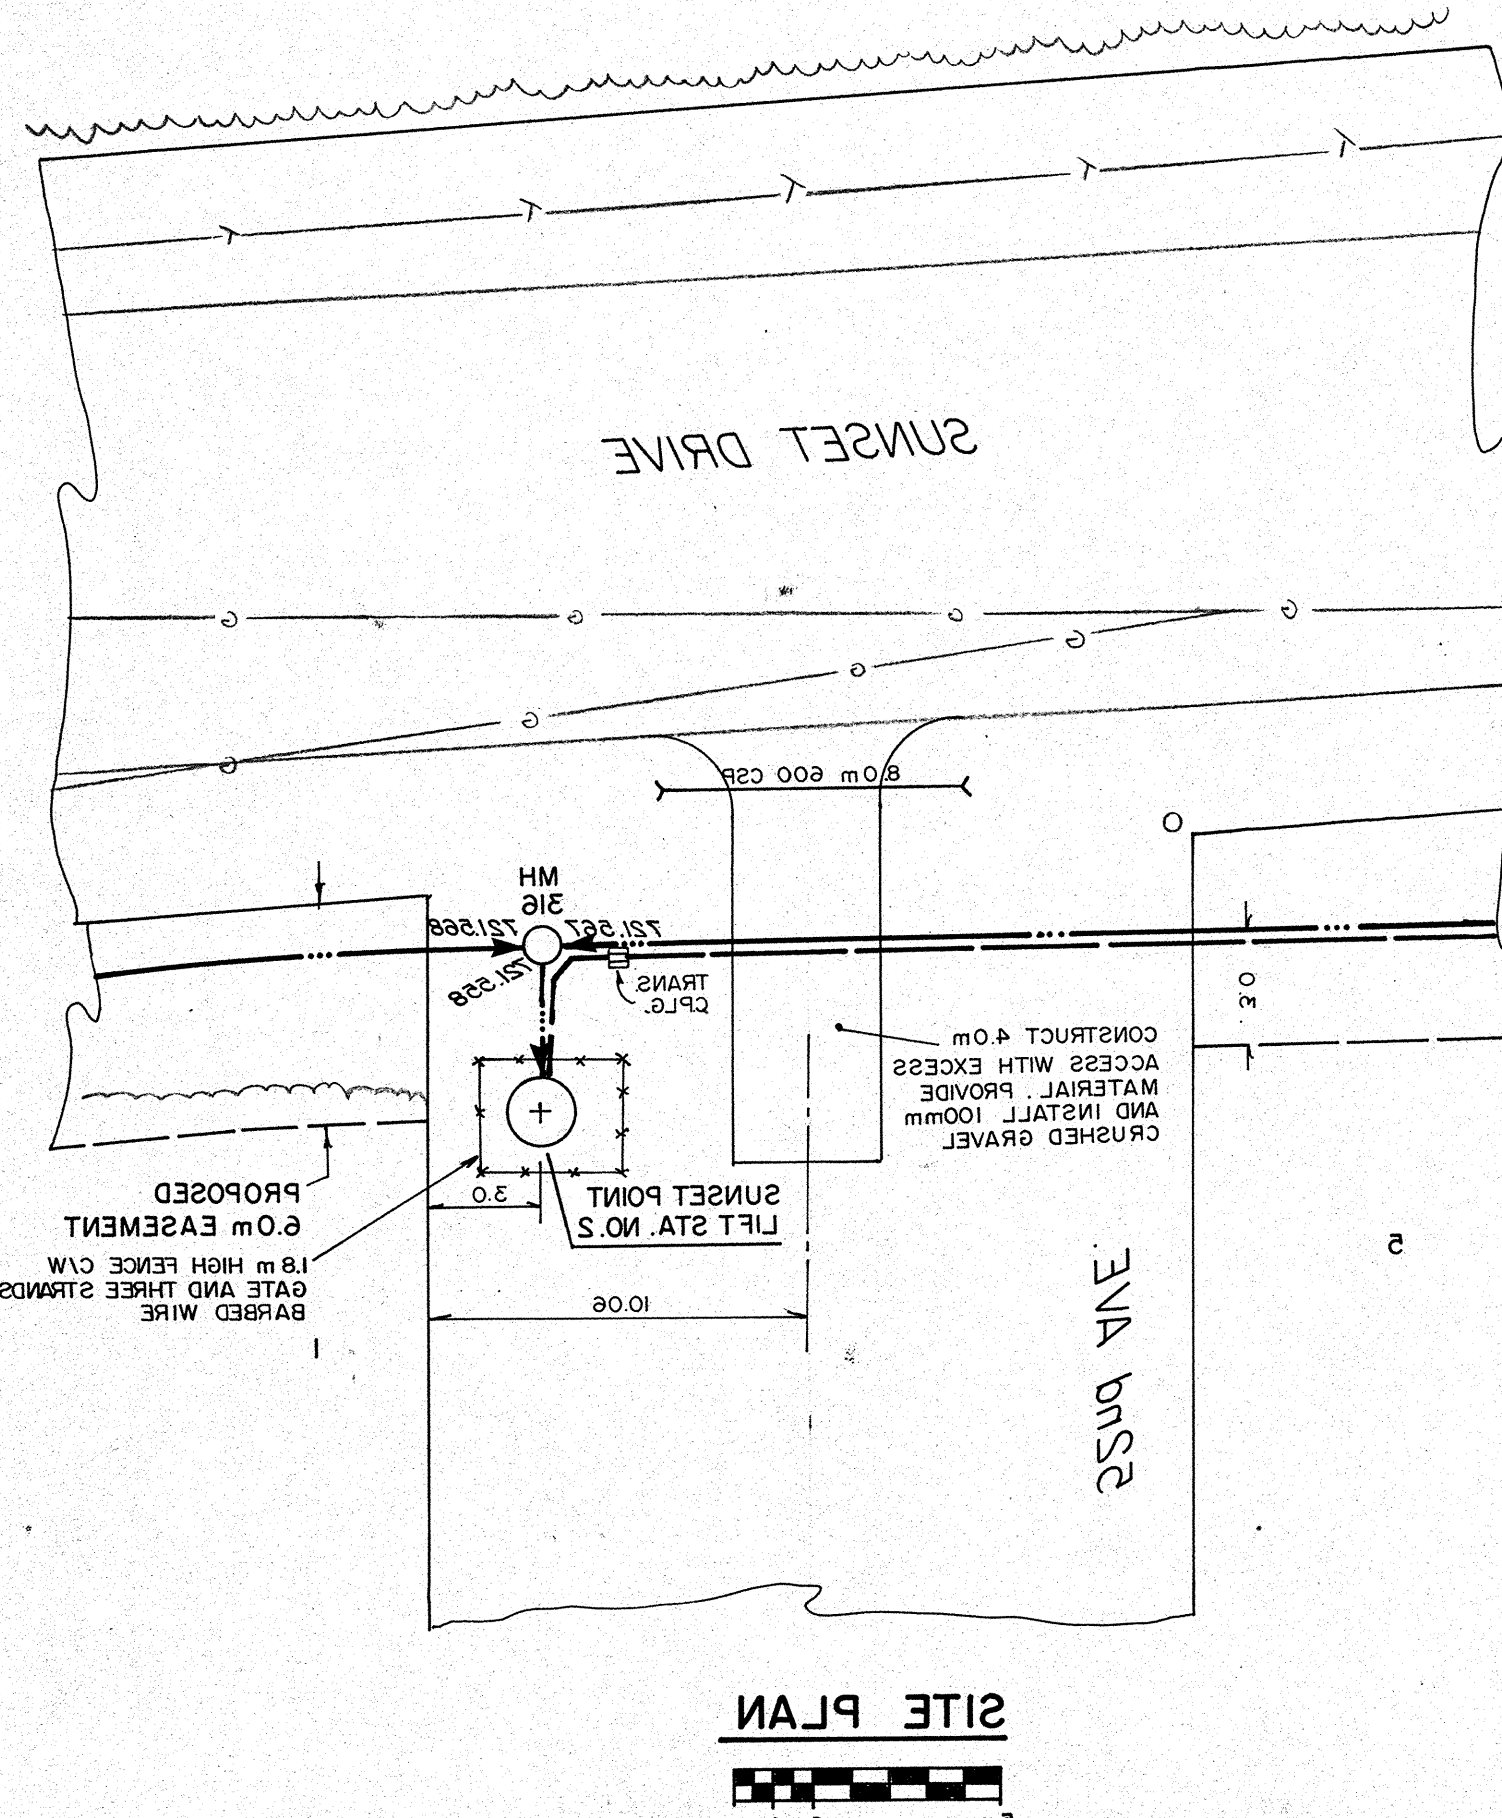 T T T T T
SUNSET DRIVE
G G G G
G G G G
8.0m 600 CSP
O
MH
316
721.567
721.568
721.558
TRANS.
CPLG.
3.0
CONSTRUCT 4.0m
ACCESS WITH EXCESS
MATERIAL. PROVIDE
AND INSTALL 100mm
CRUSHED GRAVEL
SUNSET POINT
LIFT STA. NO. 2
3.0
PROPOSED
6.0m EASEMENT
1.8 m HIGH FENCE C/W
GATE AND THREE STRANDS
BARBED WIRE
1
10.06
52nd AVE.
5
SITE PLAN